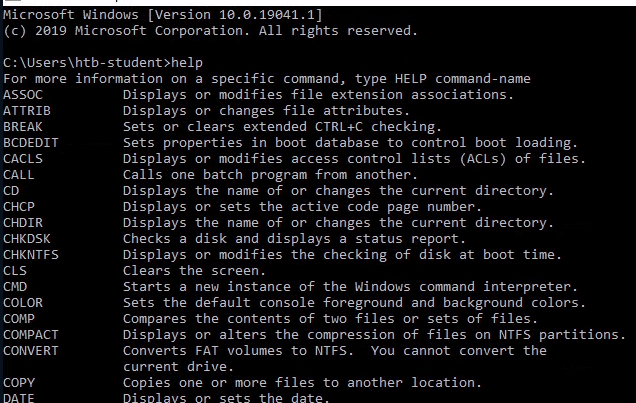 Microsoft Windows [Version 10.0.19041.1]
(c) 2019 Microsoft Corporation. All rights reserved.
C:\Users\htb-student>help
For more information on a specific command, type HELP command-name
ASSOC          Displays or modifies file extension associations.
ATTRIB         Displays or changes file attributes.
BREAK          Sets or clears extended CTRL+C checking.
BCDEDIT        Sets properties in boot database to control boot loading.
CACLS          Displays or modifies access control lists (ACLs) of files.
CALL           Calls one batch program from another.
CD             Displays the name of or changes the current directory.
CHCP           Displays or sets the active code page number.
CHDIR          Displays the name of or changes the current directory.
CHKDSK         Checks a disk and displays a status report.
CHKNTFS        Displays or modifies the checking of disk at boot time.
CLS            Clears the screen.
CMD            Starts a new instance of the Windows command interpreter.
COLOR          Sets the default console foreground and background colors.
COMP           Compares the contents of two files or sets of files.
COMPACT        Displays or alters the compression of files on NTFS partitions.
CONVERT        Converts FAT volumes to NTFS.  You cannot convert the
               current drive.
COPY           Copies one or more files to another location.
DATE           Displays or sets the date.